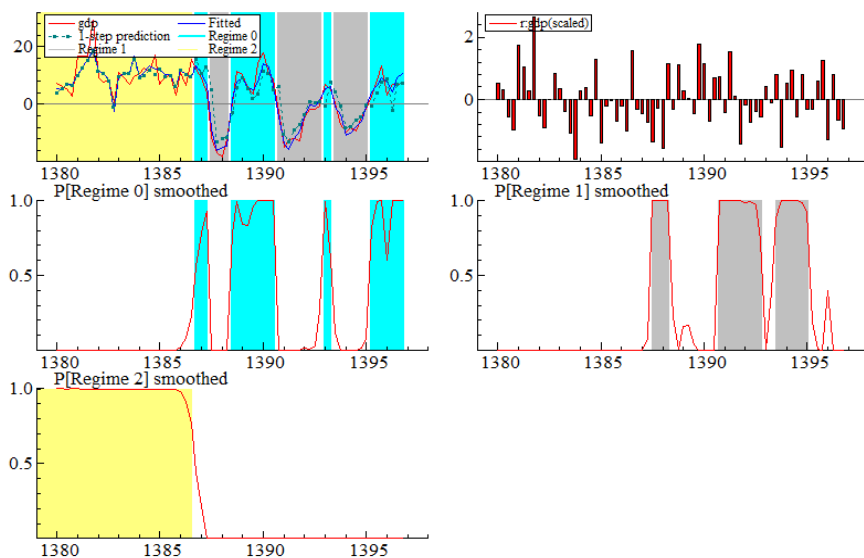 gdp Fitted
1-step prediction Regime 0
Regime 1 Regime 2
20
0
1380 1385 1390 1395
r:gdp(scaled)
2
0
1380 1385 1390 1395
P[Regime 0] smoothed
1.0
0.5
1380 1385 1390 1395
P[Regime 1] smoothed
1.0
0.5
1380 1385 1390 1395
P[Regime 2] smoothed
1.0
0.5
1380 1385 1390 1395